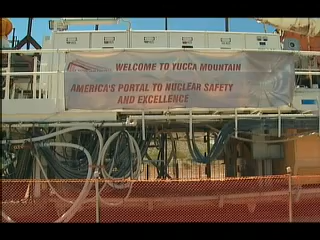 WELCOME TO YUCCA MOUNTAIN
AMERICA'S PORTAL TO NUCLEAR SAFETY
AND EXCELLENCE